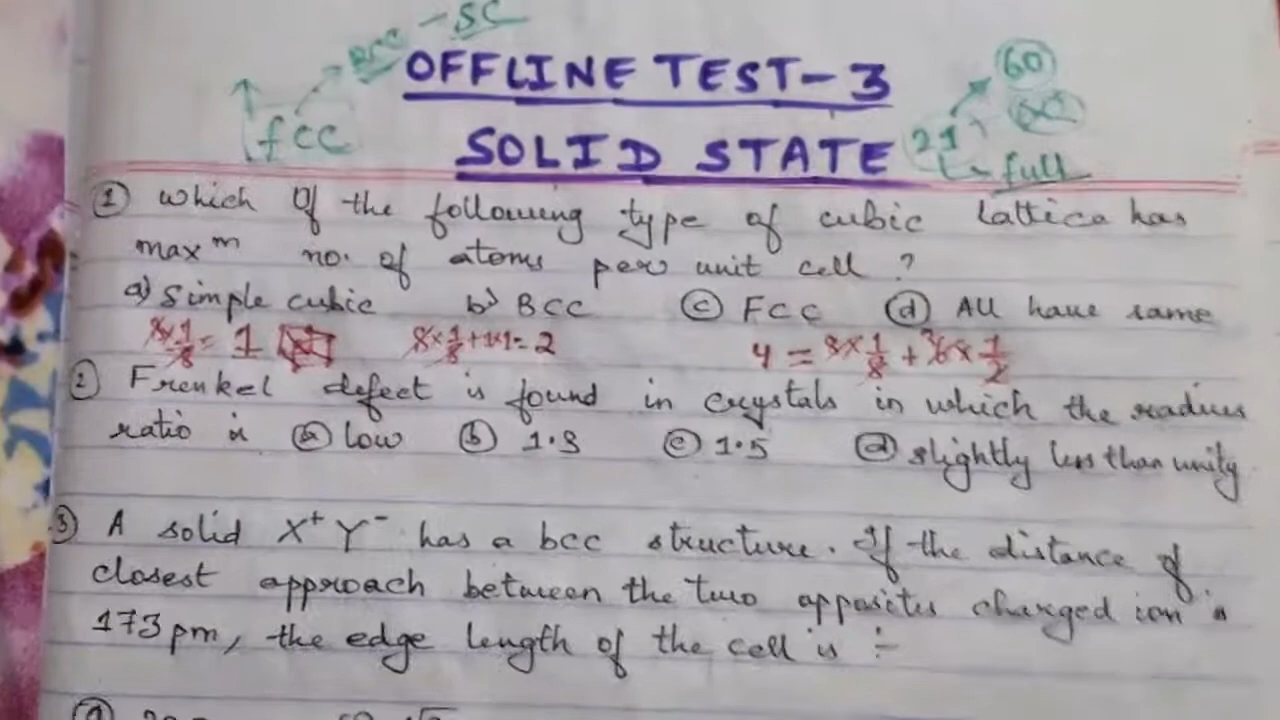 BCC - SC
OFFLINE TEST-3
60
fCC
SOLID STATE
21
full
① which Of the following type of cubic lattice has
maxᵐ no. of atoms per unit cell ?
a) Simple cubic b) BCC ⓒ FCC ⓓ All have same
8×1/8 = 1 8×1/8+1×1=2 4 = 8×1/8 + 6×1/2
② Frenkel defect is found in crystals in which the radius
ratio is ⓐ low ⓑ 1.3 ⓒ 1.5 ⓓ slightly less than unity
③ A solid X⁺ Y⁻ has a bcc structure. If the distance of
closest approach between the two opposites charged ion is
173 pm, the edge length of the cell is :-